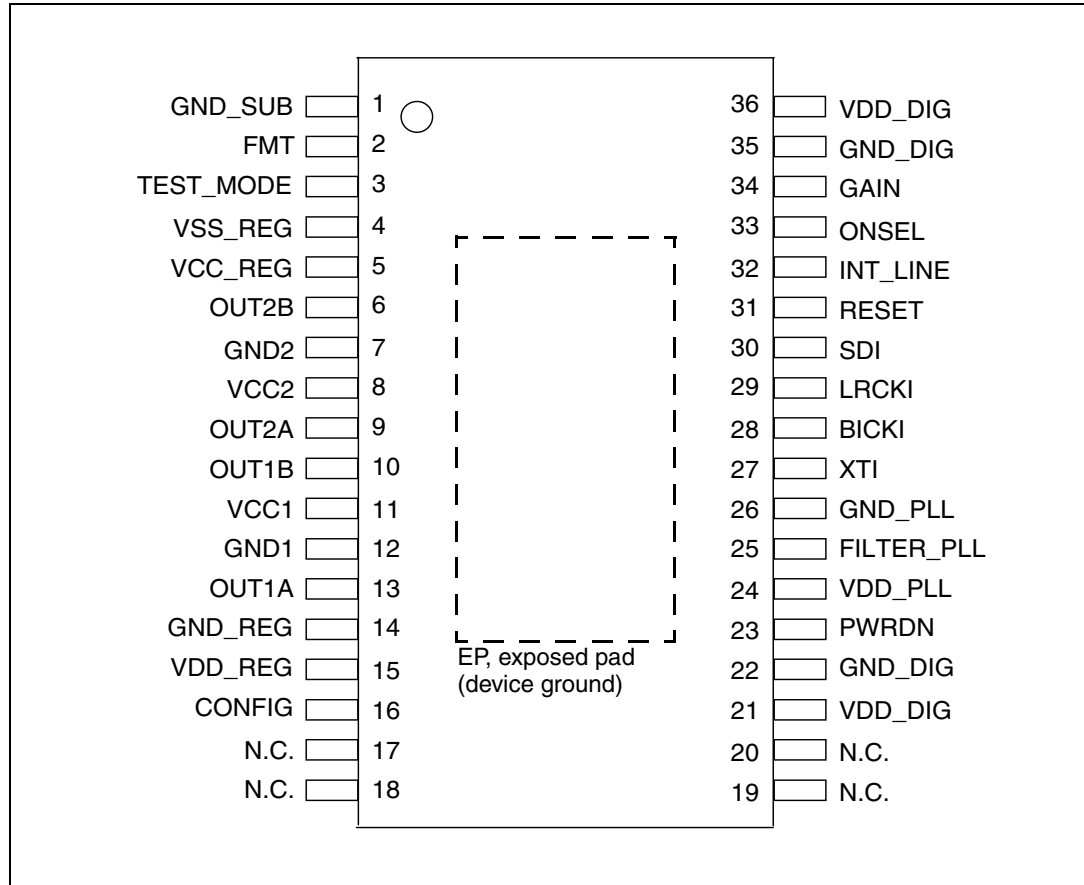 GND_SUB 1
FMT 2
TEST_MODE 3
VSS_REG 4
VCC_REG 5
OUT2B 6
GND2 7
VCC2 8
OUT2A 9
OUT1B 10
VCC1 11
GND1 12
OUT1A 13
GND_REG 14
VDD_REG 15
CONFIG 16
N.C. 17
N.C. 18
EP, exposed pad
(device ground)
36 VDD_DIG
35 GND_DIG
34 GAIN
33 ONSEL
32 INT_LINE
31 RESET
30 SDI
29 LRCKI
28 BICKI
27 XTI
26 GND_PLL
25 FILTER_PLL
24 VDD_PLL
23 PWRDN
22 GND_DIG
21 VDD_DIG
20 N.C.
19 N.C.